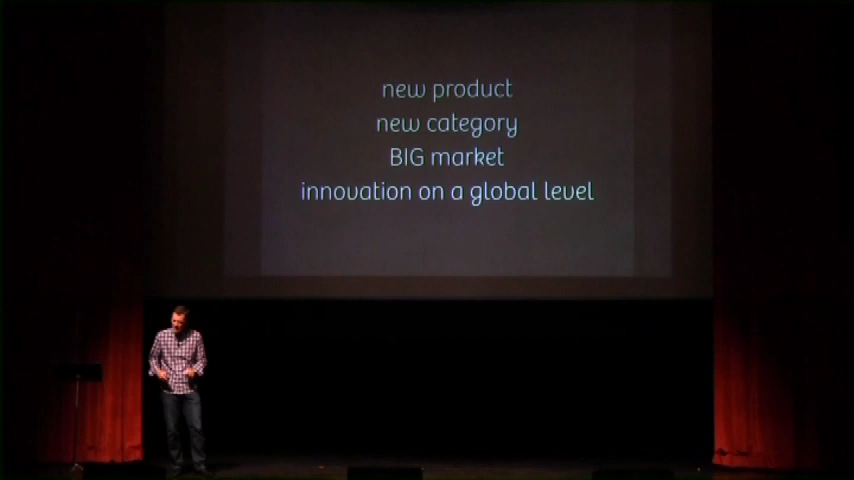 new product
new category
BIG market
innovation on a global level